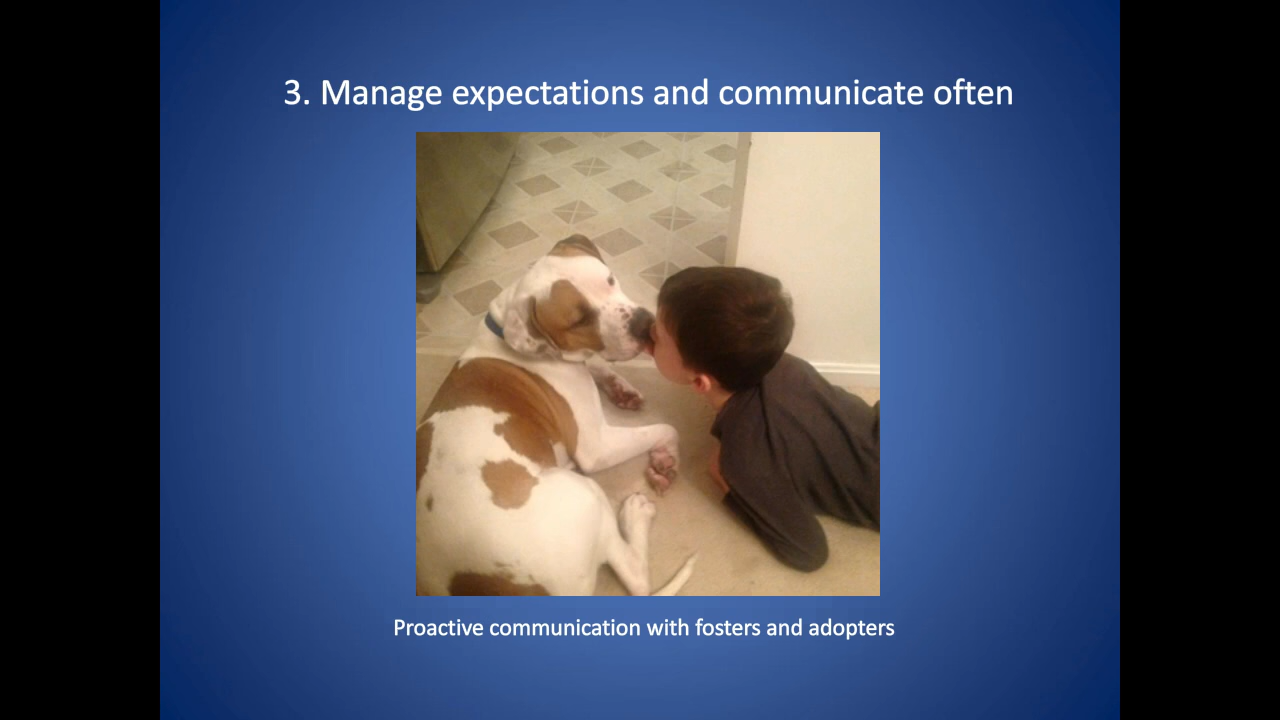 3. Manage expectations and communicate often
Proactive communication with fosters and adopters